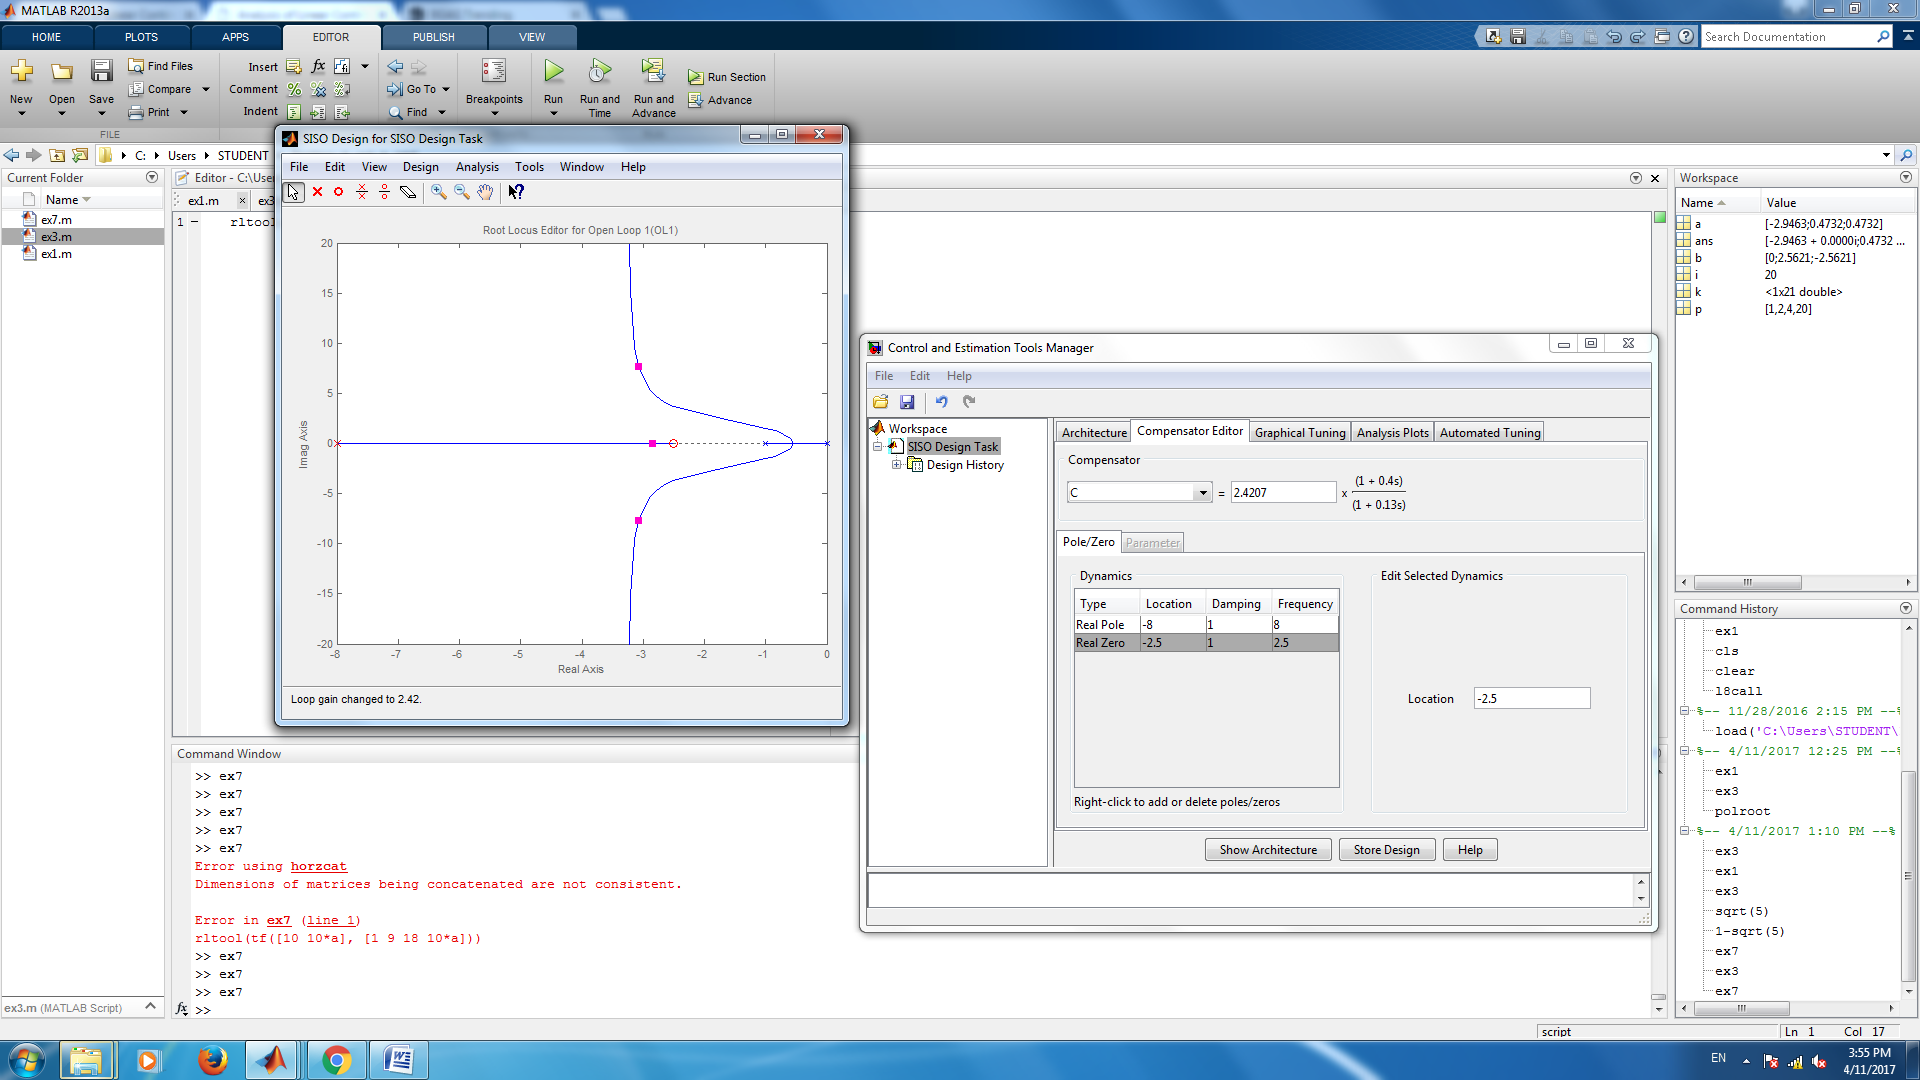 MATLAB R2013a
HOME PLOTS APPS EDITOR PUBLISH VIEW
Search Documentation
New Open Save
Find Files
Compare
Print
FILE
Insert fx
Comment
Indent
Go To
Find
Breakpoints
Run
Run and Time
Run and Advance
Run Section
Advance
C: Users STUDENT
Current Folder
Name
ex7.m
ex3.m
ex1.m
ex3.m (MATLAB Script)
Editor - C:\User
ex1.m ex3
1 rltool
SISO Design for SISO Design Task
File Edit View Design Analysis Tools Window Help
Root Locus Editor for Open Loop 1(OL1)
20
15
10
5
0
-5
-10
-15
-20
Imag Axis
-8 -7 -6 -5 -4 -3 -2 -1 0
Real Axis
Loop gain changed to 2.42.
Control and Estimation Tools Manager
File Edit Help
Workspace
SISO Design Task
Design History
Architecture Compensator Editor Graphical Tuning Analysis Plots Automated Tuning
Compensator
C = 2.4207 x (1 + 0.4s)
(1 + 0.13s)
Pole/Zero Parameter
Dynamics
Type Location Damping Frequency
Real Pole -8 1 8
Real Zero -2.5 1 2.5
Right-click to add or delete poles/zeros
Edit Selected Dynamics
Location -2.5
Show Architecture Store Design Help
Command Window
>> ex7
>> ex7
>> ex7
>> ex7
>> ex7
Error using horzcat
Dimensions of matrices being concatenated are not consistent.
Error in ex7 (line 1)
rltool(tf([10 10*a], [1 9 18 10*a]))
>> ex7
>> ex7
>> ex7
fx >>
Workspace
Name Value
a [-2.9463;0.4732;0.4732]
ans [-2.9463 + 0.0000i;0.4732 ...
b [0;2.5621;-2.5621]
i 20
k <1x21 double>
p [1,2,4,20]
Command History
ex1
cls
clear
l8call
%-- 11/28/2016 2:15 PM --%
load('C:\Users\STUDENT\
%-- 4/11/2017 12:25 PM --%
ex1
ex3
polroot
%-- 4/11/2017 1:10 PM --%
ex3
ex1
ex3
sqrt(5)
1-sqrt(5)
ex7
ex3
ex7
script Ln 1 Col 17
EN
3:55 PM
4/11/2017